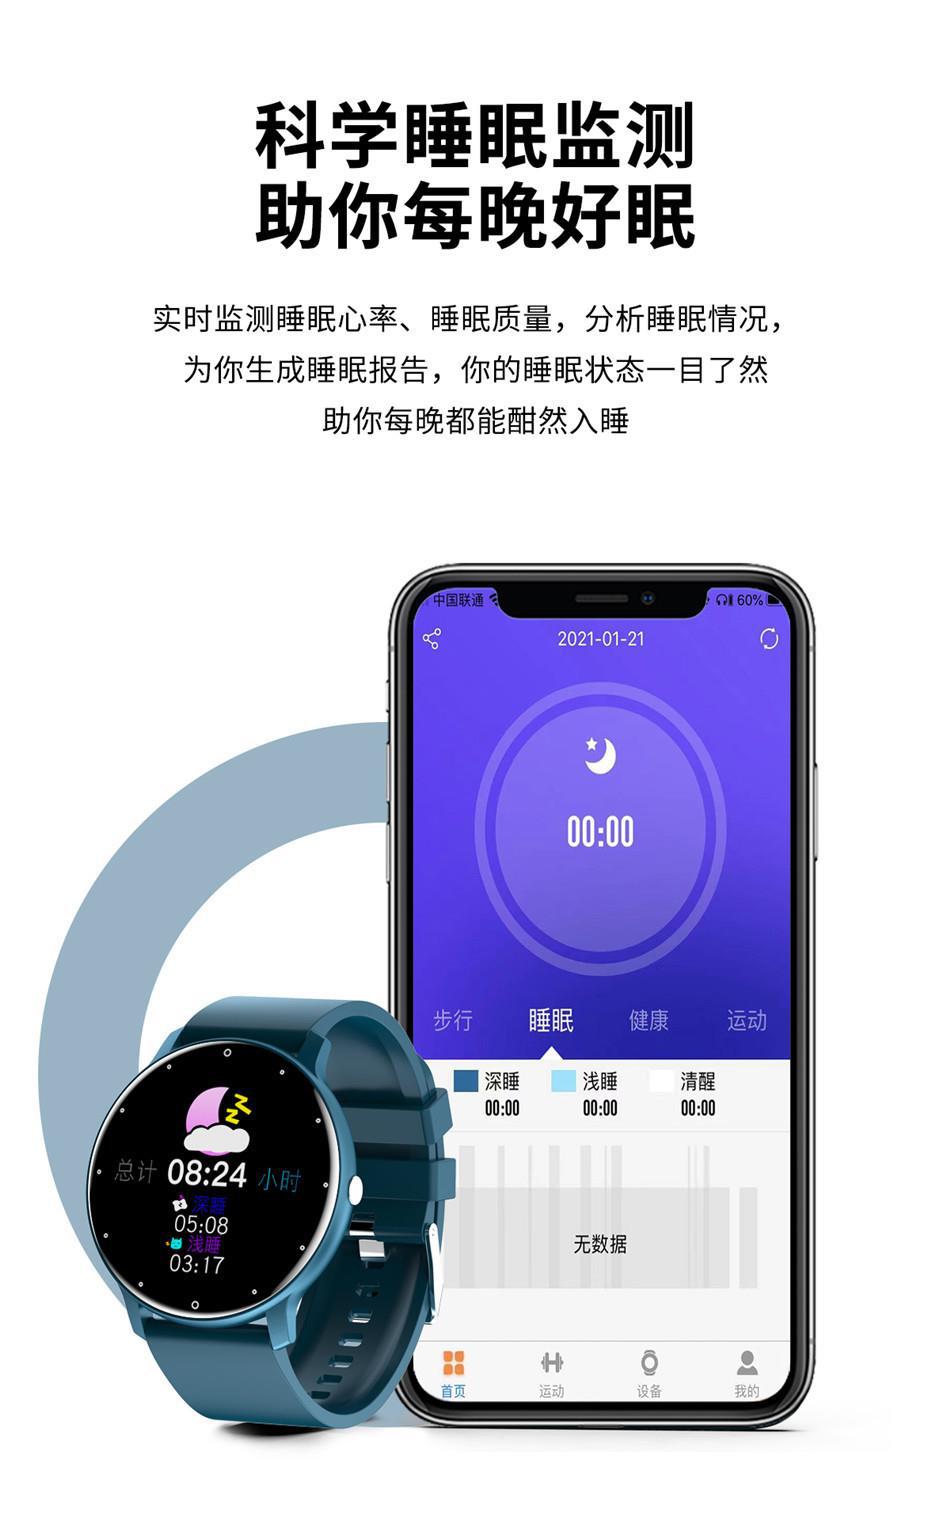 科学睡眠监测
助你每晚好眠
实时监测睡眠心率、睡眠质量，分析睡眠情况，
为你生成睡眠报告，你的睡眠状态一目了然
助你每晚都能酣然入睡
中国联通 60%
2021-01-21
00:00
步行 睡眠 健康 运动
深睡 浅睡 清醒
00:00 00:00 00:00
无数据
首页 运动 设备 我的
总计 08:24 小时
深睡
05:08
浅睡
03:17